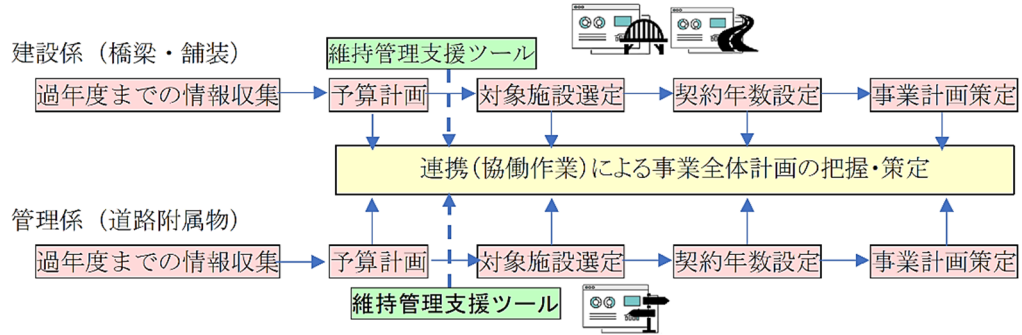 建設係（橋梁・舗装）
維持管理支援ツール
過年度までの情報収集
予算計画
対象施設選定
契約年数設定
事業計画策定
連携（協働作業）による事業全体計画の把握・策定
管理係（道路附属物）
過年度までの情報収集
予算計画
対象施設選定
契約年数設定
事業計画策定
維持管理支援ツール